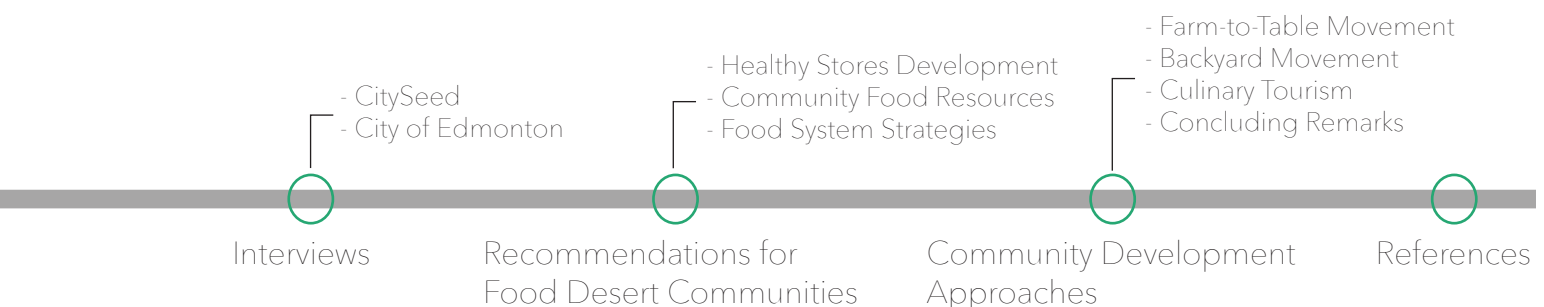 - CitySeed
- City of Edmonton
Interviews
- Healthy Stores Development
- Community Food Resources
- Food System Strategies
Recommendations for
Food Desert Communities
- Farm-to-Table Movement
- Backyard Movement
- Culinary Tourism
- Concluding Remarks
Community Development
Approaches
References